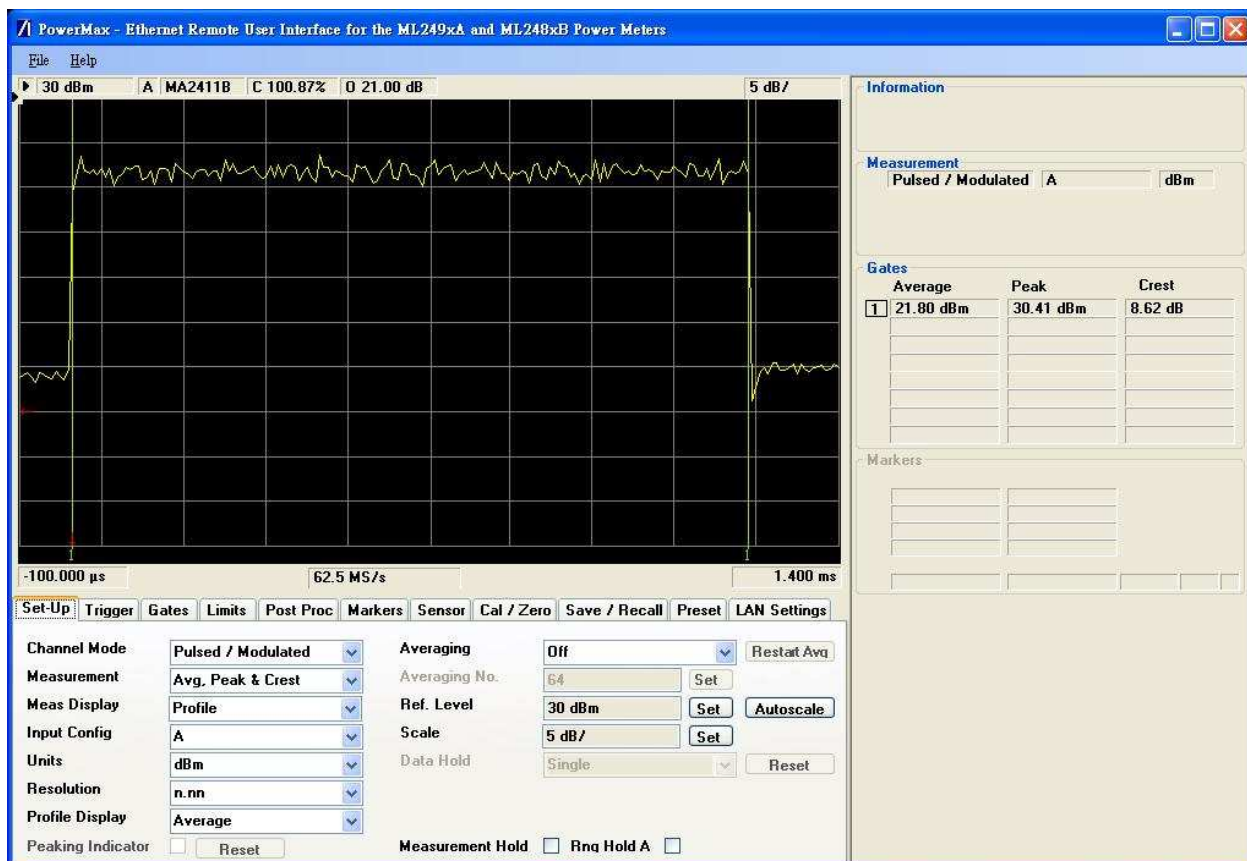 PowerMax - Ethernet Remote User Interface for the ML249xA and ML248xB Power Meters
File Help
30 dBm A MA2411B C 100.87% O 21.00 dB 5 dB/
1 1
-100.000 µs 62.5 MS/s 1.400 ms
Information
Measurement
Pulsed / Modulated A dBm
Gates
Average Peak Crest
1 21.80 dBm 30.41 dBm 8.62 dB
Markers
Set-Up Trigger Gates Limits Post Proc Markers Sensor Cal / Zero Save / Recall Preset LAN Settings
Channel Mode Pulsed / Modulated Averaging Off Restart Avg
Measurement Avg, Peak & Crest Averaging No. 64 Set
Meas Display Profile Ref. Level 30 dBm Set Autoscale
Input Config A Scale 5 dB/ Set
Units dBm Data Hold Single Reset
Resolution n.nn
Profile Display Average
Peaking Indicator Reset Measurement Hold Rng Hold A